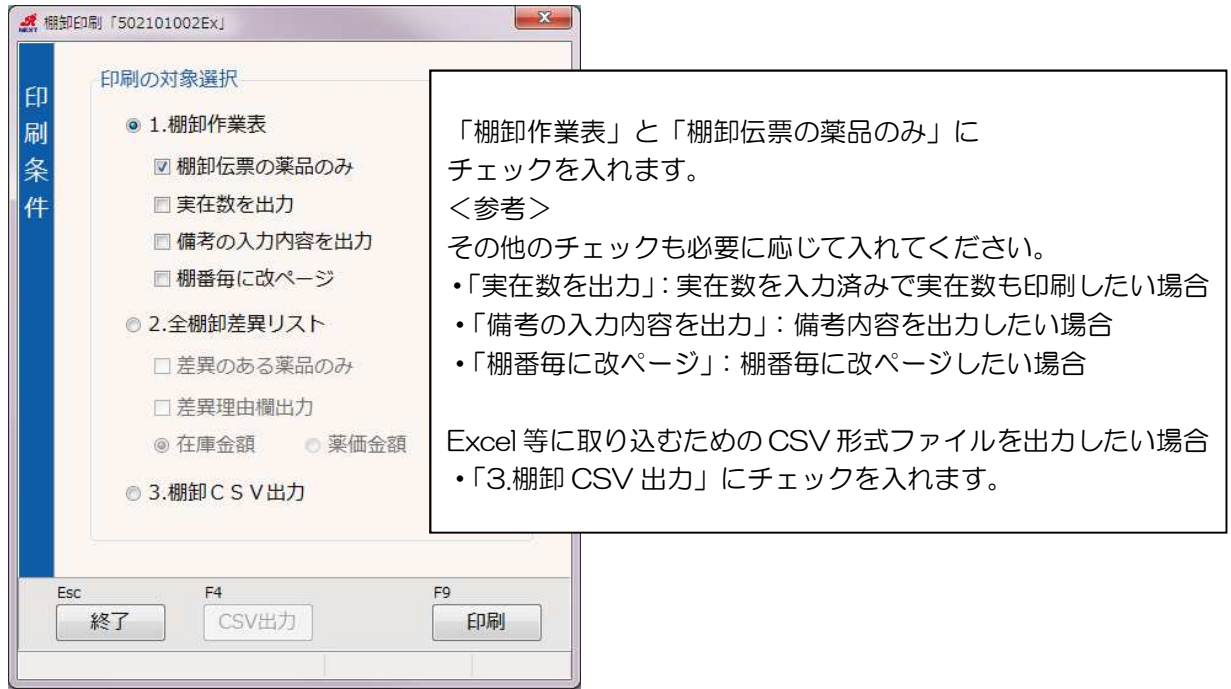 NEXT 棚卸印刷「502101002Ex」
印刷条件
印刷の対象選択
1.棚卸作業表
棚卸伝票の薬品のみ
実在数を出力
備考の入力内容を出力
棚番毎に改ページ
2.全棚卸差異リスト
差異のある薬品のみ
差異理由欄出力
在庫金額 薬価金額
3.棚卸ＣＳＶ出力
「棚卸作業表」と「棚卸伝票の薬品のみ」に
チェックを入れます。
＜参考＞
その他のチェックも必要に応じて入れてください。
・「実在数を出力」：実在数を入力済みで実在数も印刷したい場合
・「備考の入力内容を出力」：備考内容を出力したい場合
・「棚番毎に改ページ」：棚番毎に改ページしたい場合
Excel 等に取り込むための CSV 形式ファイルを出力したい場合
・「3.棚卸 CSV 出力」にチェックを入れます。
Esc F4 F9
終了 CSV出力 印刷